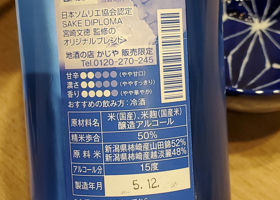 日本ソムリエ協会認定
SAKE DIPLOMA
宮崎文徳 監修の
オリジナルブレンド
地酒の店 かじや 販売限定
Tel.0120-270-245
甘辛 (やや甘口)
濃さ (やや濃い)
香り (やや香り)
おすすめの飲み方:冷酒
原材料名 米(国産)、米麹(国産米)
醸造アルコール
精米歩合 50%
原料米 新潟県柿崎産山田錦52%
新潟県柿崎産越淡麗48%
アルコール分 15度
製造年月 5.12.